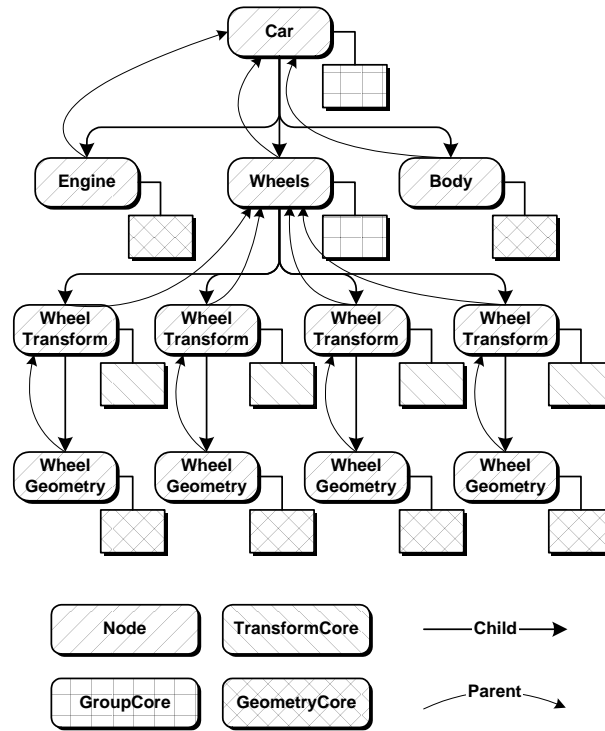 Car
Engine
Wheels
Body
Wheel
Transform
Wheel
Transform
Wheel
Transform
Wheel
Transform
Wheel
Geometry
Wheel
Geometry
Wheel
Geometry
Wheel
Geometry
Node
TransformCore
Child
GroupCore
GeometryCore
Parent